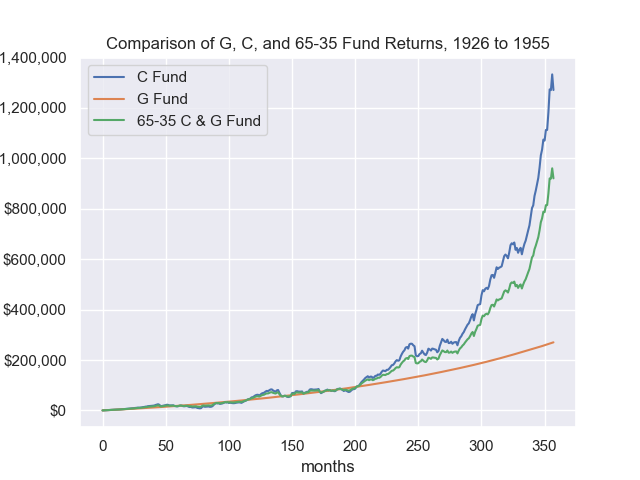 Comparison of G, C, and 65-35 Fund Returns, 1926 to 1955
C Fund
G Fund
65-35 C & G Fund
1,400,000
1,200,000
1,000,000
$800,000
$600,000
$400,000
$200,000
$0
0 50 100 150 200 250 300 350
months